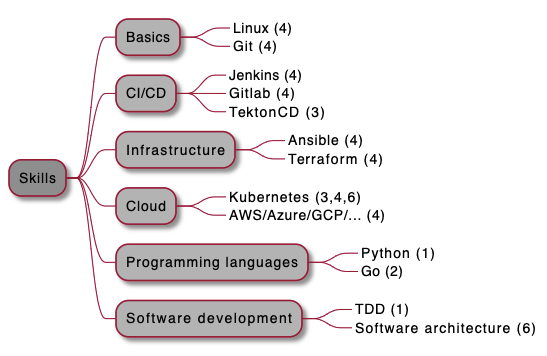 Skills
Basics
Linux (4)
Git (4)
CI/CD
Jenkins (4)
Gitlab (4)
TektonCD (3)
Infrastructure
Ansible (4)
Terraform (4)
Cloud
Kubernetes (3,4,6)
AWS/Azure/GCP/... (4)
Programming languages
Python (1)
Go (2)
Software development
TDD (1)
Software architecture (6)